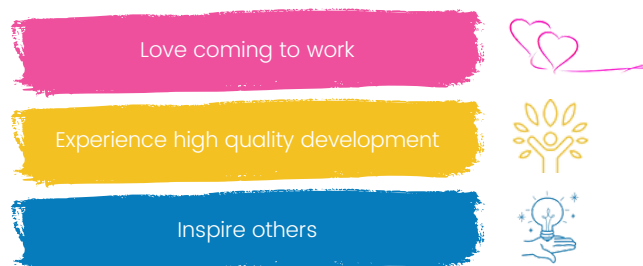 Love coming to work
Experience high quality development
Inspire others